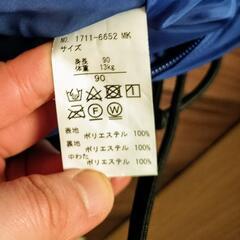 NO. 1711-6652 MK
サイズ
身長 90
体重 13kg
90
表地 ポリエステル 100%
裏地 ポリエステル 100%
中わた ポリエステル 100%